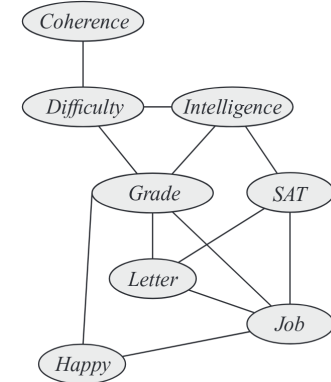 Coherence
Difficulty Intelligence
Grade SAT
Letter
Job
Happy